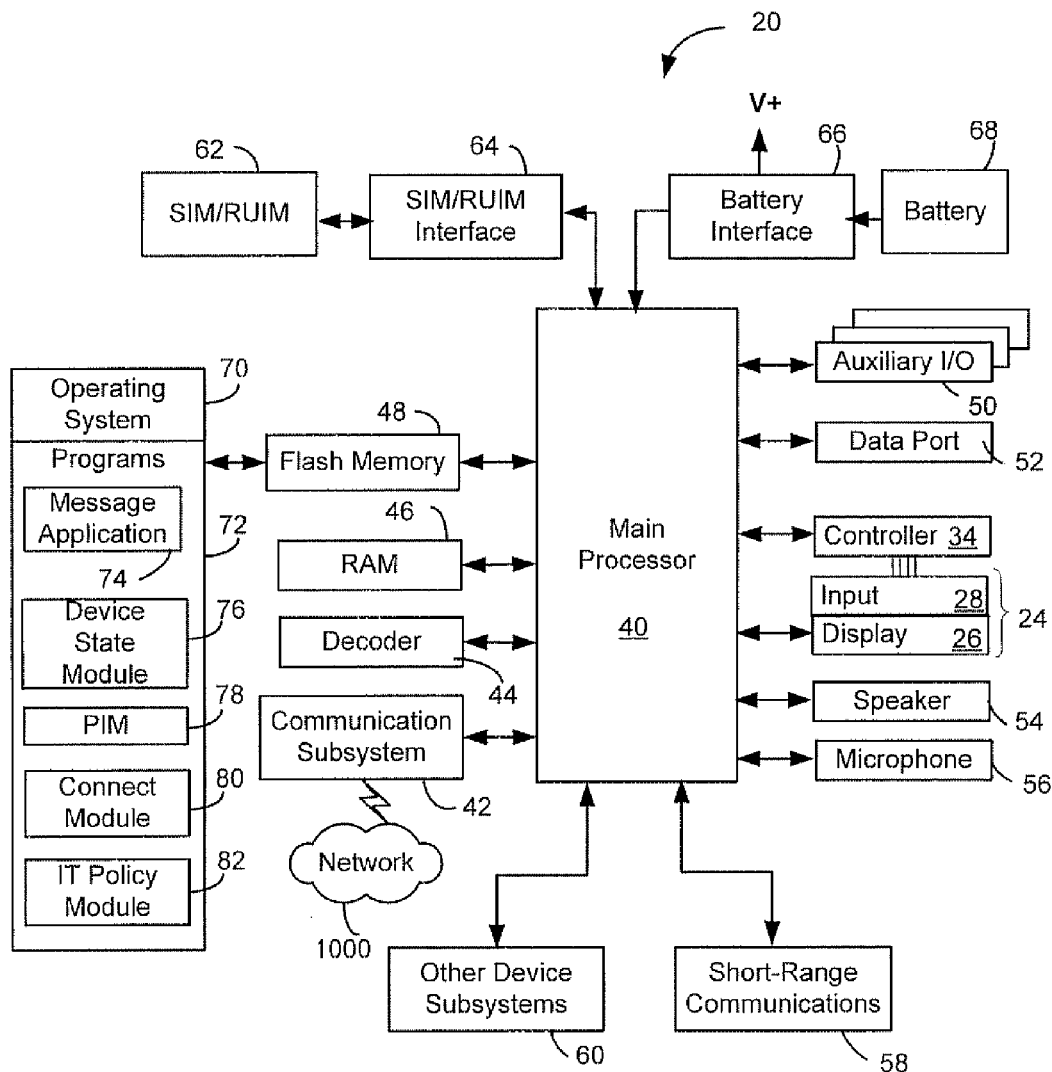 20
V+
62
SIM/RUIM
64
SIM/RUIM
Interface
66
Battery
Interface
68
Battery
Operating
System
70
Programs
Message
Application
72
74
Device
State
Module
76
PIM
78
Connect
Module
80
IT Policy
Module
82
48
Flash Memory
46
RAM
Decoder
44
Communication
Subsystem
42
Network
1000
Main
Processor
40
Auxiliary I/O
50
Data Port
52
Controller 34
Input 28
Display 26
24
Speaker
54
Microphone
56
Other Device
Subsystems
60
Short-Range
Communications
58